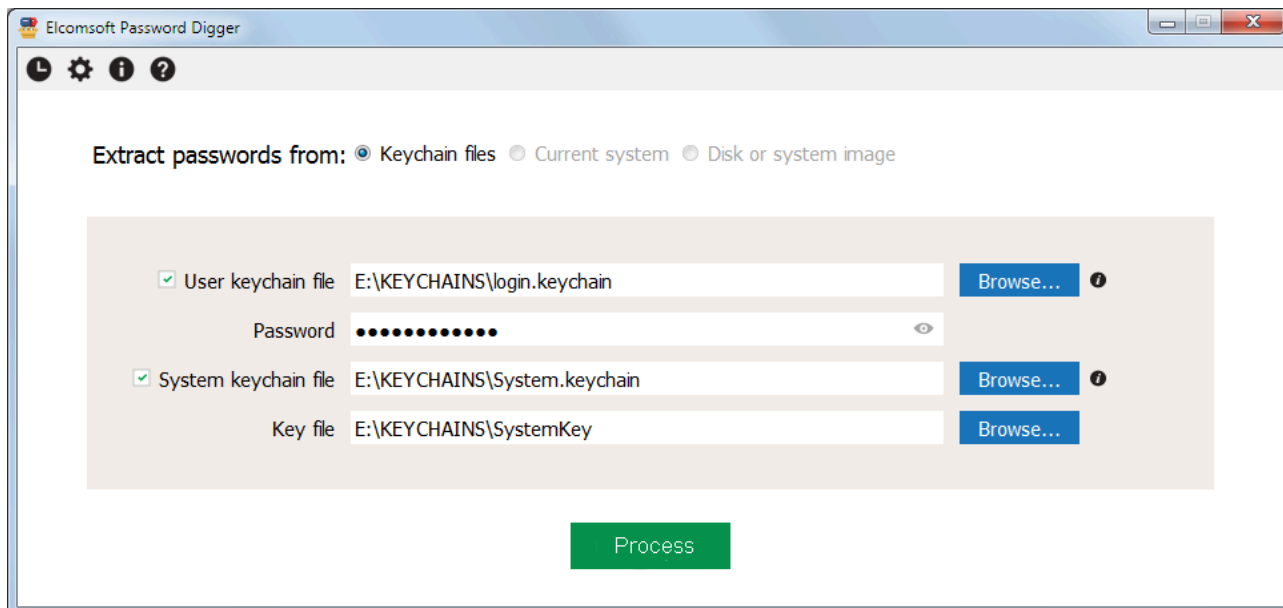 Elcomsoft Password Digger
Extract passwords from: Keychain files Current system Disk or system image
User keychain file E:\KEYCHAINS\login.keychain Browse...
Password ●●●●●●●●●●●●
System keychain file E:\KEYCHAINS\System.keychain Browse...
Key file E:\KEYCHAINS\SystemKey Browse...
Process